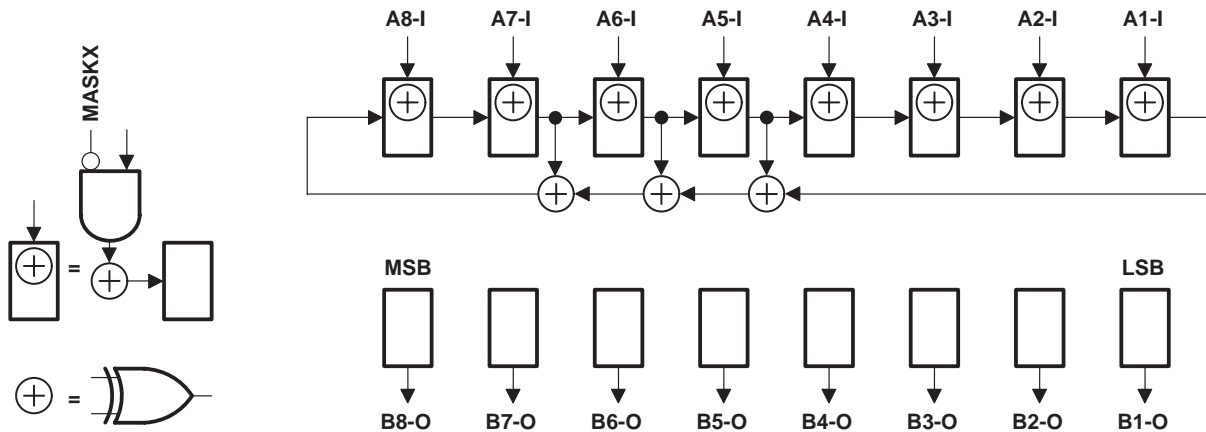 A8-I A7-I A6-I A5-I A4-I A3-I A2-I A1-I
MASKX
=
MSB LSB
=
B8-O B7-O B6-O B5-O B4-O B3-O B2-O B1-O